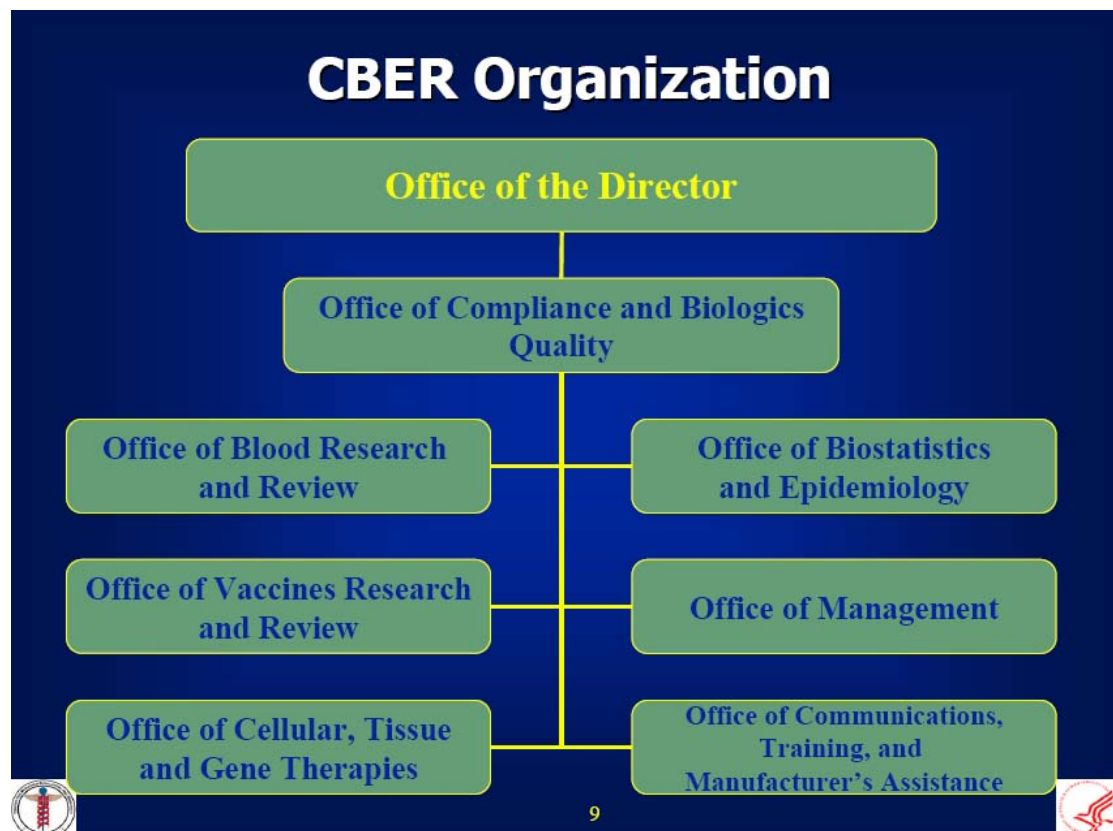 CBER Organization
Office of the Director
Office of Compliance and Biologics
Quality
Office of Blood Research
and Review
Office of Biostatistics
and Epidemiology
Office of Vaccines Research
and Review
Office of Management
Office of Cellular, Tissue
and Gene Therapies
Office of Communications,
Training, and
Manufacturer's Assistance
9